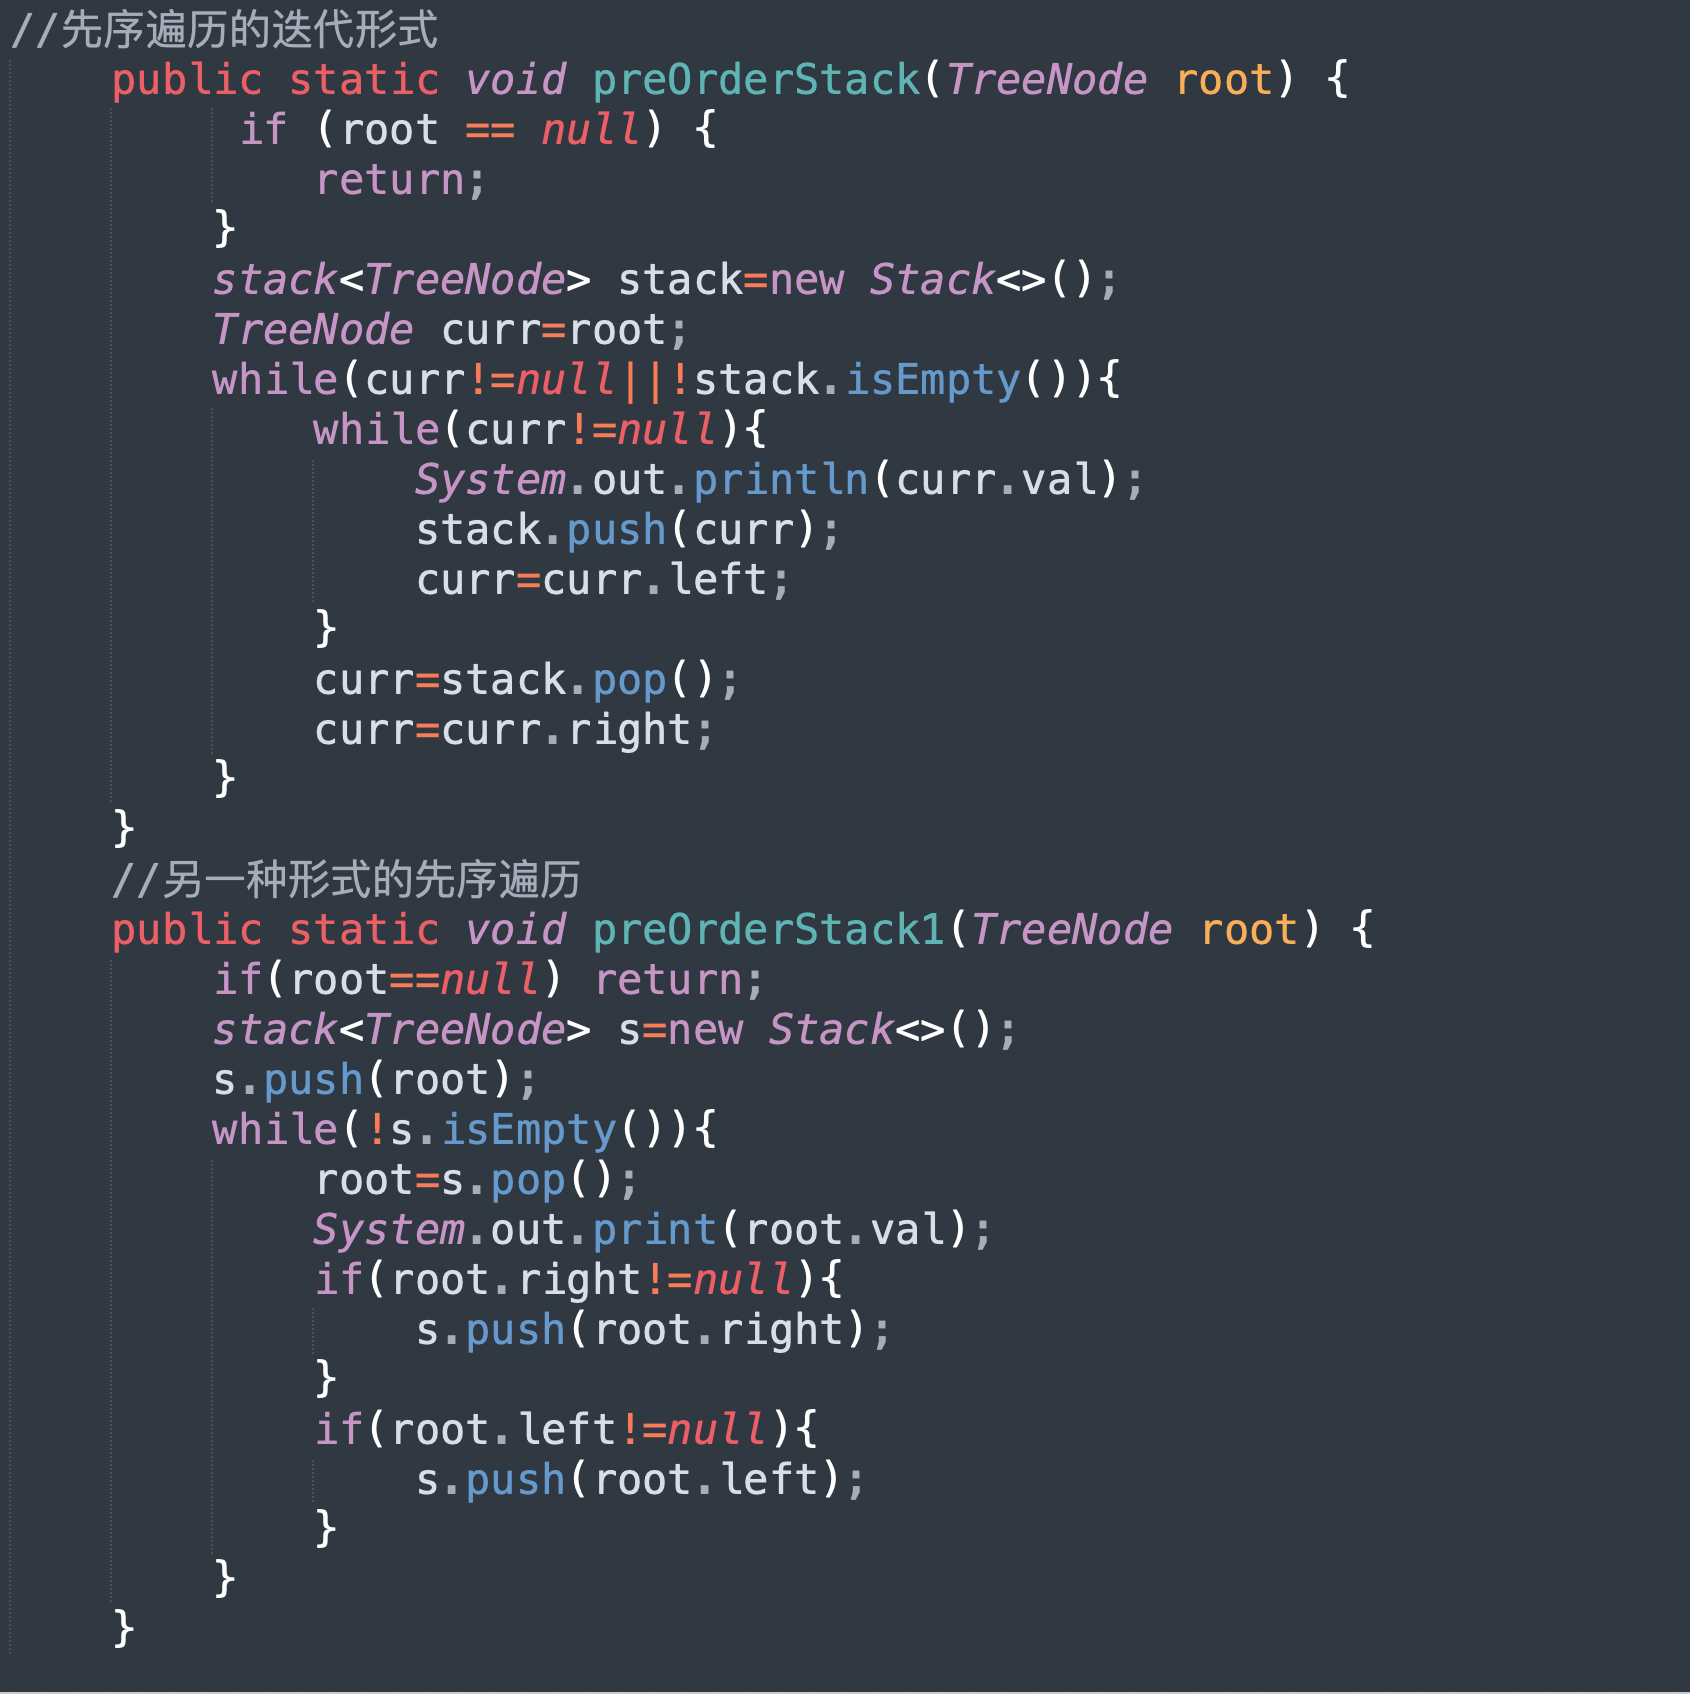 //先序遍历的迭代形式
public static void preOrderStack(TreeNode root) {
if (root == null) {
return;
}
stack<TreeNode> stack=new Stack<>();
TreeNode curr=root;
while(curr!=null||!stack.isEmpty()){
while(curr!=null){
System.out.println(curr.val);
stack.push(curr);
curr=curr.left;
}
curr=stack.pop();
curr=curr.right;
}
}
//另一种形式的先序遍历
public static void preOrderStack1(TreeNode root) {
if(root==null) return;
stack<TreeNode> s=new Stack<>();
s.push(root);
while(!s.isEmpty()){
root=s.pop();
System.out.print(root.val);
if(root.right!=null){
s.push(root.right);
}
if(root.left!=null){
s.push(root.left);
}
}
}